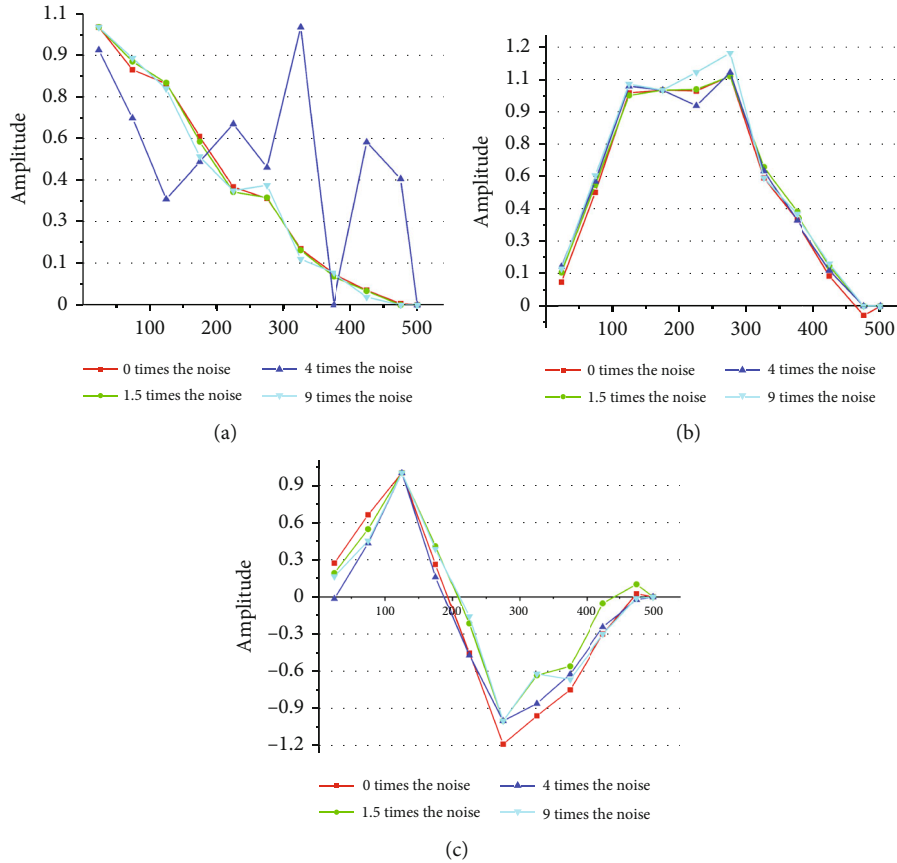 1.1
0.9
0.8
0.6
0.4
0.3
0.1
0
Amplitude
100 200 300 400 500
0 times the noise
4 times the noise
1.5 times the noise
9 times the noise
(a)
1.2
1.1
0.9
0.6
0.4
0.3
0.1
0
Amplitude
100 200 300 400 500
0 times the noise
4 times the noise
1.5 times the noise
9 times the noise
(b)
0.9
0.6
0.3
0
−0.3
−0.6
−0.9
−1.2
Amplitude
100 200 300 400 500
0 times the noise
4 times the noise
1.5 times the noise
9 times the noise
(c)